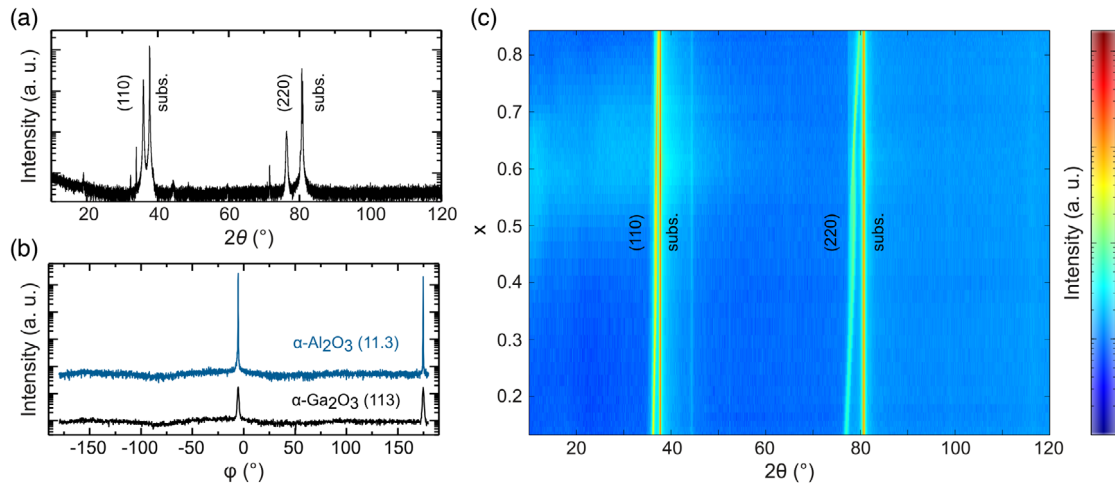 (a)
Intensity (a. u.)
(110)
subs.
(220)
subs.
20 40 60 80 100 120
2θ (°)
(b)
Intensity (a. u.)
α-Al2O3 (11.3)
α-Ga2O3 (113)
-150 -100 -50 0 50 100 150
φ (°)
(c)
x
0.8
0.7
0.6
0.5
0.4
0.3
0.2
(110)
subs.
(220)
subs.
20 40 60 80 100 120
2θ (°)
Intensity (a. u.)